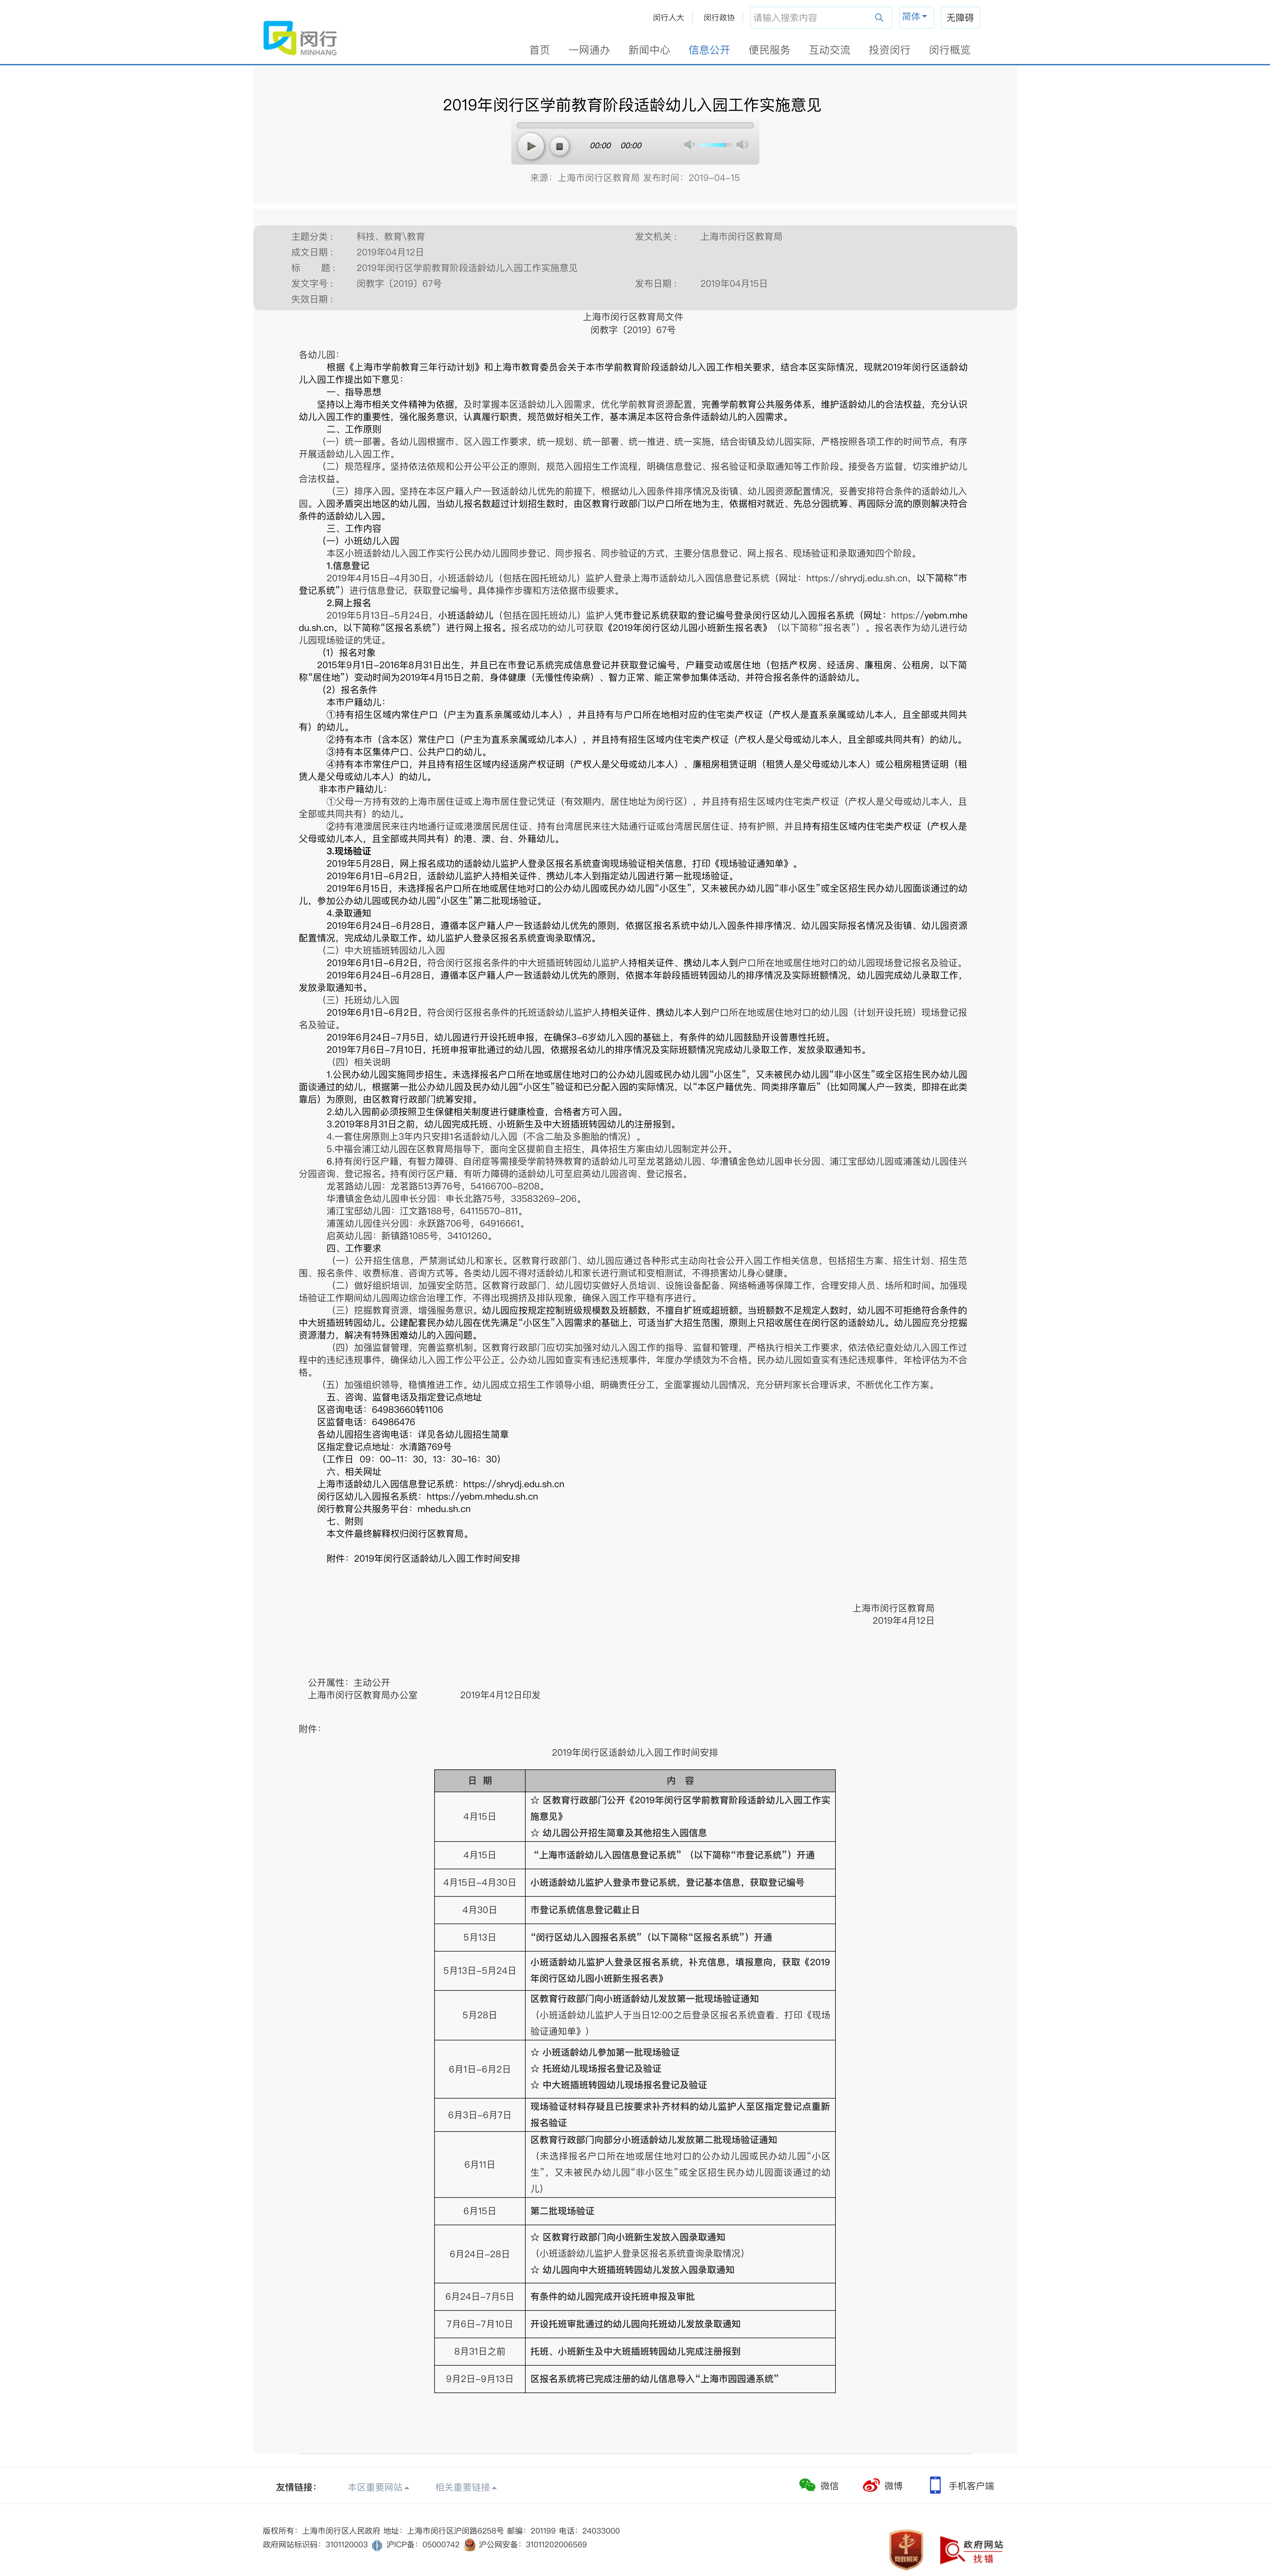 闵行人大 闵行政协 请输入搜索内容 简体 无障碍
闵行
MINHANG
首页 一网通办 新闻中心 信息公开 便民服务 互动交流 投资闵行 闵行概览
2019年闵行区学前教育阶段适龄幼儿入园工作实施意见
00:00 00:00
来源：上海市闵行区教育局 发布时间：2019-04-15
主题分类： 科技、教育\教育 发文机关： 上海市闵行区教育局
成文日期： 2019年04月12日
标 题： 2019年闵行区学前教育阶段适龄幼儿入园工作实施意见
发文字号： 闵教字〔2019〕67号 发布日期： 2019年04月15日
失效日期：
上海市闵行区教育局文件
闵教字〔2019〕67号
各幼儿园：
根据《上海市学前教育三年行动计划》和上海市教育委员会关于本市学前教育阶段适龄幼儿入园工作相关要求，结合本区实际情况，现就2019年闵行区适龄幼
儿入园工作提出如下意见：
一、指导思想
坚持以上海市相关文件精神为依据，及时掌握本区适龄幼儿入园需求，优化学前教育资源配置，完善学前教育公共服务体系，维护适龄幼儿的合法权益，充分认识
幼儿入园工作的重要性，强化服务意识，认真履行职责，规范做好相关工作，基本满足本区符合条件适龄幼儿的入园需求。
二、工作原则
（一）统一部署。各幼儿园根据市、区入园工作要求，统一规划、统一部署、统一推进、统一实施，结合街镇及幼儿园实际，严格按照各项工作的时间节点，有序
开展适龄幼儿入园工作。
（二）规范程序。坚持依法依规和公开公平公正的原则，规范入园招生工作流程，明确信息登记、报名验证和录取通知等工作阶段。接受各方监督，切实维护幼儿
合法权益。
（三）排序入园。坚持在本区户籍人户一致适龄幼儿优先的前提下，根据幼儿入园条件排序情况及街镇、幼儿园资源配置情况，妥善安排符合条件的适龄幼儿入
园。入园矛盾突出地区的幼儿园，当幼儿报名数超过计划招生数时，由区教育行政部门以户口所在地为主，依据相对就近、先总分园统筹、再园际分流的原则解决符合
条件的适龄幼儿入园。
三、工作内容
（一）小班幼儿入园
本区小班适龄幼儿入园工作实行公民办幼儿园同步登记、同步报名、同步验证的方式，主要分信息登记、网上报名、现场验证和录取通知四个阶段。
1.信息登记
2019年4月15日-4月30日，小班适龄幼儿（包括在园托班幼儿）监护人登录上海市适龄幼儿入园信息登记系统（网址：https://shrydj.edu.sh.cn，以下简称“市
登记系统”）进行信息登记，获取登记编号。具体操作步骤和方法依据市级要求。
2.网上报名
2019年5月13日-5月24日，小班适龄幼儿（包括在园托班幼儿）监护人凭市登记系统获取的登记编号登录闵行区幼儿入园报名系统（网址：https://yebm.mhe
du.sh.cn，以下简称“区报名系统”）进行网上报名。报名成功的幼儿可获取《2019年闵行区幼儿园小班新生报名表》（以下简称“报名表”）。报名表作为幼儿进行幼
儿园现场验证的凭证。
（1）报名对象
2015年9月1日-2016年8月31日出生，并且已在市登记系统完成信息登记并获取登记编号，户籍变动或居住地（包括产权房、经适房、廉租房、公租房，以下简
称“居住地”）变动时间为2019年4月15日之前，身体健康（无慢性传染病）、智力正常、能正常参加集体活动，并符合报名条件的适龄幼儿。
（2）报名条件
本市户籍幼儿：
①持有招生区域内常住户口（户主为直系亲属或幼儿本人），并且持有与户口所在地相对应的住宅类产权证（产权人是直系亲属或幼儿本人，且全部或共同共
有）的幼儿。
②持有本市（含本区）常住户口（户主为直系亲属或幼儿本人），并且持有招生区域内住宅类产权证（产权人是父母或幼儿本人，且全部或共同共有）的幼儿。
③持有本区集体户口、公共户口的幼儿。
④持有本市常住户口，并且持有招生区域内经适房产权证明（产权人是父母或幼儿本人）、廉租房租赁证明（租赁人是父母或幼儿本人）或公租房租赁证明（租
赁人是父母或幼儿本人）的幼儿。
非本市户籍幼儿：
①父母一方持有效的上海市居住证或上海市居住登记凭证（有效期内，居住地址为闵行区），并且持有招生区域内住宅类产权证（产权人是父母或幼儿本人，且
全部或共同共有）的幼儿。
②持有港澳居民来往内地通行证或港澳居民居住证、持有台湾居民来往大陆通行证或台湾居民居住证、持有护照，并且持有招生区域内住宅类产权证（产权人是
父母或幼儿本人，且全部或共同共有）的港、澳、台、外籍幼儿。
3.现场验证
2019年5月28日，网上报名成功的适龄幼儿监护人登录区报名系统查询现场验证相关信息，打印《现场验证通知单》。
2019年6月1日-6月2日，适龄幼儿监护人持相关证件、携幼儿本人到指定幼儿园进行第一批现场验证。
2019年6月15日，未选择报名户口所在地或居住地对口的公办幼儿园或民办幼儿园“小区生”，又未被民办幼儿园“非小区生”或全区招生民办幼儿园面谈通过的幼
儿，参加公办幼儿园或民办幼儿园“小区生”第二批现场验证。
4.录取通知
2019年6月24日-6月28日，遵循本区户籍人户一致适龄幼儿优先的原则，依据区报名系统中幼儿入园条件排序情况、幼儿园实际报名情况及街镇、幼儿园资源
配置情况，完成幼儿录取工作。幼儿监护人登录区报名系统查询录取情况。
（二）中大班插班转园幼儿入园
2019年6月1日-6月2日，符合闵行区报名条件的中大班插班转园幼儿监护人持相关证件、携幼儿本人到户口所在地或居住地对口的幼儿园现场登记报名及验证。
2019年6月24日-6月28日，遵循本区户籍人户一致适龄幼儿优先的原则，依据本年龄段插班转园幼儿的排序情况及实际班额情况，幼儿园完成幼儿录取工作，
发放录取通知书。
（三）托班幼儿入园
2019年6月1日-6月2日，符合闵行区报名条件的托班适龄幼儿监护人持相关证件、携幼儿本人到户口所在地或居住地对口的幼儿园（计划开设托班）现场登记报
名及验证。
2019年6月24日-7月5日，幼儿园进行开设托班申报，在确保3-6岁幼儿入园的基础上，有条件的幼儿园鼓励开设普惠性托班。
2019年7月6日-7月10日，托班申报审批通过的幼儿园，依据报名幼儿的排序情况及实际班额情况完成幼儿录取工作，发放录取通知书。
（四）相关说明
1.公民办幼儿园实施同步招生。未选择报名户口所在地或居住地对口的公办幼儿园或民办幼儿园“小区生”，又未被民办幼儿园“非小区生”或全区招生民办幼儿园
面谈通过的幼儿，根据第一批公办幼儿园及民办幼儿园“小区生”验证和已分配入园的实际情况，以“本区户籍优先、同类排序靠后”（比如同属人户一致类，即排在此类
靠后）为原则，由区教育行政部门统筹安排。
2.幼儿入园前必须按照卫生保健相关制度进行健康检查，合格者方可入园。
3.2019年8月31日之前，幼儿园完成托班、小班新生及中大班插班转园幼儿的注册报到。
4.一套住房原则上3年内只安排1名适龄幼儿入园（不含二胎及多胞胎的情况）。
5.中福会浦江幼儿园在区教育局指导下，面向全区提前自主招生，具体招生方案由幼儿园制定并公开。
6.持有闵行区户籍，有智力障碍、自闭症等需接受学前特殊教育的适龄幼儿可至龙茗路幼儿园、华漕镇金色幼儿园申长分园、浦江宝邸幼儿园或浦莲幼儿园佳兴
分园咨询、登记报名。持有闵行区户籍，有听力障碍的适龄幼儿可至启英幼儿园咨询、登记报名。
龙茗路幼儿园：龙茗路513弄76号，54166700-8208。
华漕镇金色幼儿园申长分园：申长北路75号，33583269-206。
浦江宝邸幼儿园：江文路188号，64115570-811。
浦莲幼儿园佳兴分园：永跃路706号，64916661。
启英幼儿园：新镇路1085号，34101260。
四、工作要求
（一）公开招生信息，严禁测试幼儿和家长。区教育行政部门、幼儿园应通过各种形式主动向社会公开入园工作相关信息，包括招生方案、招生计划、招生范
围、报名条件、收费标准、咨询方式等。各类幼儿园不得对适龄幼儿和家长进行测试和变相测试，不得损害幼儿身心健康。
（二）做好组织培训，加强安全防范。区教育行政部门、幼儿园切实做好人员培训、设施设备配备、网络畅通等保障工作，合理安排人员、场所和时间。加强现
场验证工作期间幼儿园周边综合治理工作，不得出现拥挤及排队现象，确保入园工作平稳有序进行。
（三）挖掘教育资源，增强服务意识。幼儿园应按规定控制班级规模数及班额数，不擅自扩班或超班额。当班额数不足规定人数时，幼儿园不可拒绝符合条件的
中大班插班转园幼儿。公建配套民办幼儿园在优先满足“小区生”入园需求的基础上，可适当扩大招生范围，原则上只招收居住在闵行区的适龄幼儿。幼儿园应充分挖掘
资源潜力，解决有特殊困难幼儿的入园问题。
（四）加强监督管理，完善监察机制。区教育行政部门应切实加强对幼儿入园工作的指导、监督和管理，严格执行相关工作要求，依法依纪查处幼儿入园工作过
程中的违纪违规事件，确保幼儿入园工作公平公正。公办幼儿园如查实有违纪违规事件，年度办学绩效为不合格。民办幼儿园如查实有违纪违规事件，年检评估为不合
格。
（五）加强组织领导，稳慎推进工作。幼儿园成立招生工作领导小组，明确责任分工，全面掌握幼儿园情况，充分研判家长合理诉求，不断优化工作方案。
五、咨询、监督电话及指定登记点地址
区咨询电话：64983660转1106
区监督电话：64986476
各幼儿园招生咨询电话：详见各幼儿园招生简章
区指定登记点地址：水清路769号
（工作日 09：00-11：30，13：30-16：30）
六、相关网址
上海市适龄幼儿入园信息登记系统：https://shrydj.edu.sh.cn
闵行区幼儿入园报名系统：https://yebm.mhedu.sh.cn
闵行教育公共服务平台：mhedu.sh.cn
七、附则
本文件最终解释权归闵行区教育局。
附件：2019年闵行区适龄幼儿入园工作时间安排
上海市闵行区教育局
2019年4月12日
公开属性：主动公开
上海市闵行区教育局办公室 2019年4月12日印发
附件：
2019年闵行区适龄幼儿入园工作时间安排
日 期 内 容
4月15日 ☆ 区教育行政部门公开《2019年闵行区学前教育阶段适龄幼儿入园工作实
施意见》
☆ 幼儿园公开招生简章及其他招生入园信息
4月15日 “上海市适龄幼儿入园信息登记系统”（以下简称“市登记系统”）开通
4月15日-4月30日 小班适龄幼儿监护人登录市登记系统，登记基本信息，获取登记编号
4月30日 市登记系统信息登记截止日
5月13日 “闵行区幼儿入园报名系统”（以下简称“区报名系统”）开通
5月13日-5月24日 小班适龄幼儿监护人登录区报名系统，补充信息，填报意向，获取《2019
年闵行区幼儿园小班新生报名表》
5月28日 区教育行政部门向小班适龄幼儿发放第一批现场验证通知
（小班适龄幼儿监护人于当日12:00之后登录区报名系统查看、打印《现场
验证通知单》）
6月1日-6月2日 ☆ 小班适龄幼儿参加第一批现场验证
☆ 托班幼儿现场报名登记及验证
☆ 中大班插班转园幼儿现场报名登记及验证
6月3日-6月7日 现场验证材料存疑且已按要求补齐材料的幼儿监护人至区指定登记点重新
报名验证
6月11日 区教育行政部门向部分小班适龄幼儿发放第二批现场验证通知
（未选择报名户口所在地或居住地对口的公办幼儿园或民办幼儿园“小区
生”，又未被民办幼儿园“非小区生”或全区招生民办幼儿园面谈通过的幼
儿）
6月15日 第二批现场验证
6月24日-28日 ☆ 区教育行政部门向小班新生发放入园录取通知
（小班适龄幼儿监护人登录区报名系统查询录取情况）
☆ 幼儿园向中大班插班转园幼儿发放入园录取通知
6月24日-7月5日 有条件的幼儿园完成开设托班申报及审批
7月6日-7月10日 开设托班审批通过的幼儿园向托班幼儿发放录取通知
8月31日之前 托班、小班新生及中大班插班转园幼儿完成注册报到
9月2日-9月13日 区报名系统将已完成注册的幼儿信息导入“上海市园园通系统”
友情链接： 本区重要网站 相关重要链接 微信 微博 手机客户端
版权所有：上海市闵行区人民政府 地址：上海市闵行区沪闵路6258号 邮编：201199 电话：24033000
政府网站标识码：3101120003 沪ICP备：05000742 沪公网安备：31011202006569
党政机关
政府网站
找错